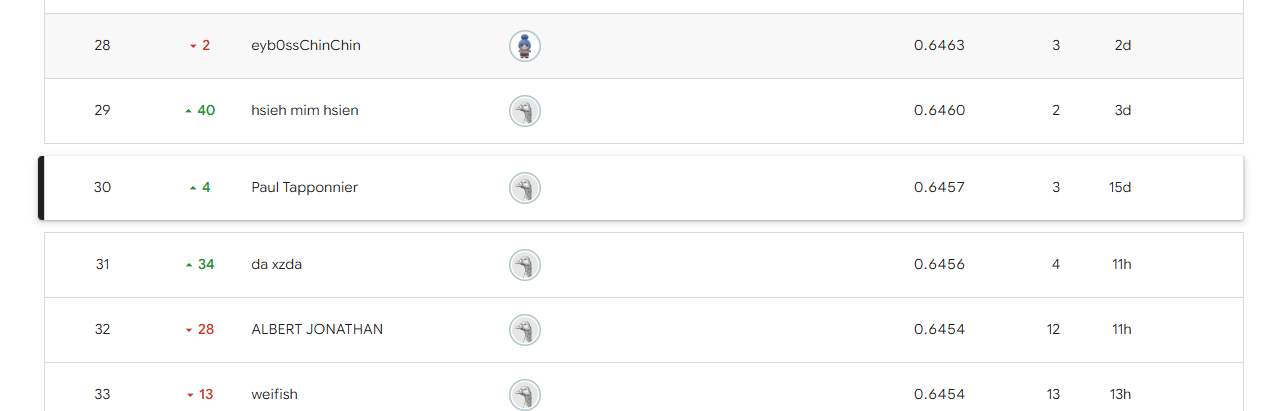 28 2 eyb0ssChinChin 0.6463 3 2d
29 40 hsieh mim hsien 0.6460 2 3d
30 4 Paul Tapponnier 0.6457 3 15d
31 34 da xzda 0.6456 4 11h
32 28 ALBERT JONATHAN 0.6454 12 11h
33 13 weifish 0.6454 13 13h